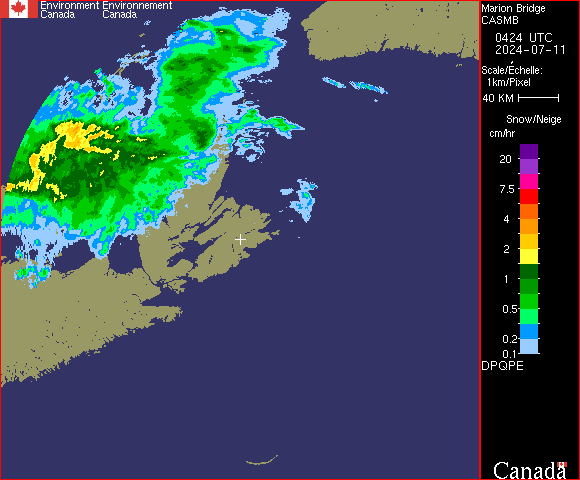 Environment Environnement
Canada Canada
Marion Bridge
CASMB
0424 UTC
2024-07-11
Scale/Echelle:
1km/Pixel
40 KM
Snow/Neige
cm/hr
20
7.5
4
2
1
0.5
0.2
0.1
DPQPE
Canada